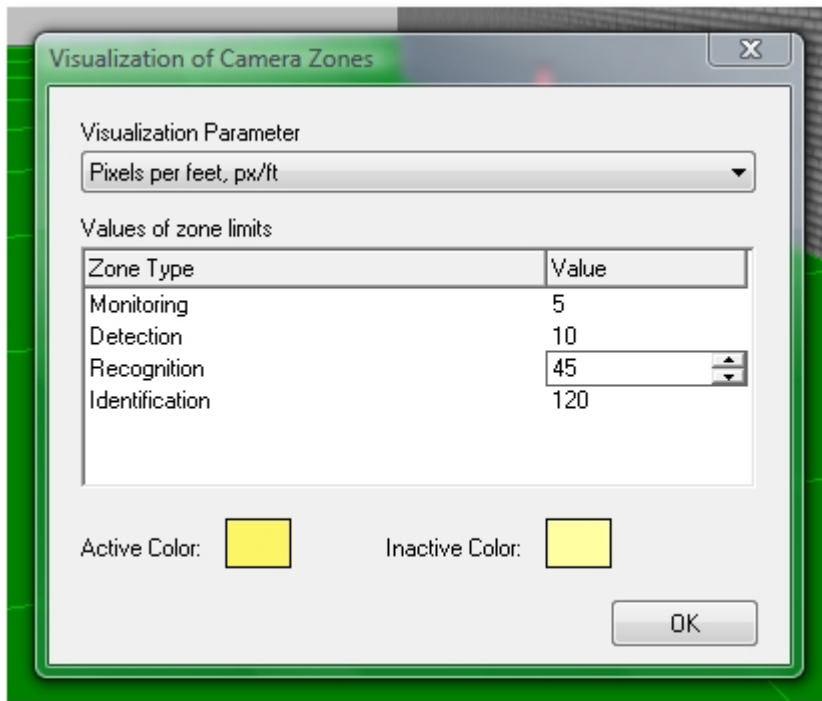 Visualization of Camera Zones
Visualization Parameter
Pixels per feet, px/ft
Values of zone limits
Zone Type Value
Monitoring 5
Detection 10
Recognition 45
Identification 120
Active Color: Inactive Color:
OK